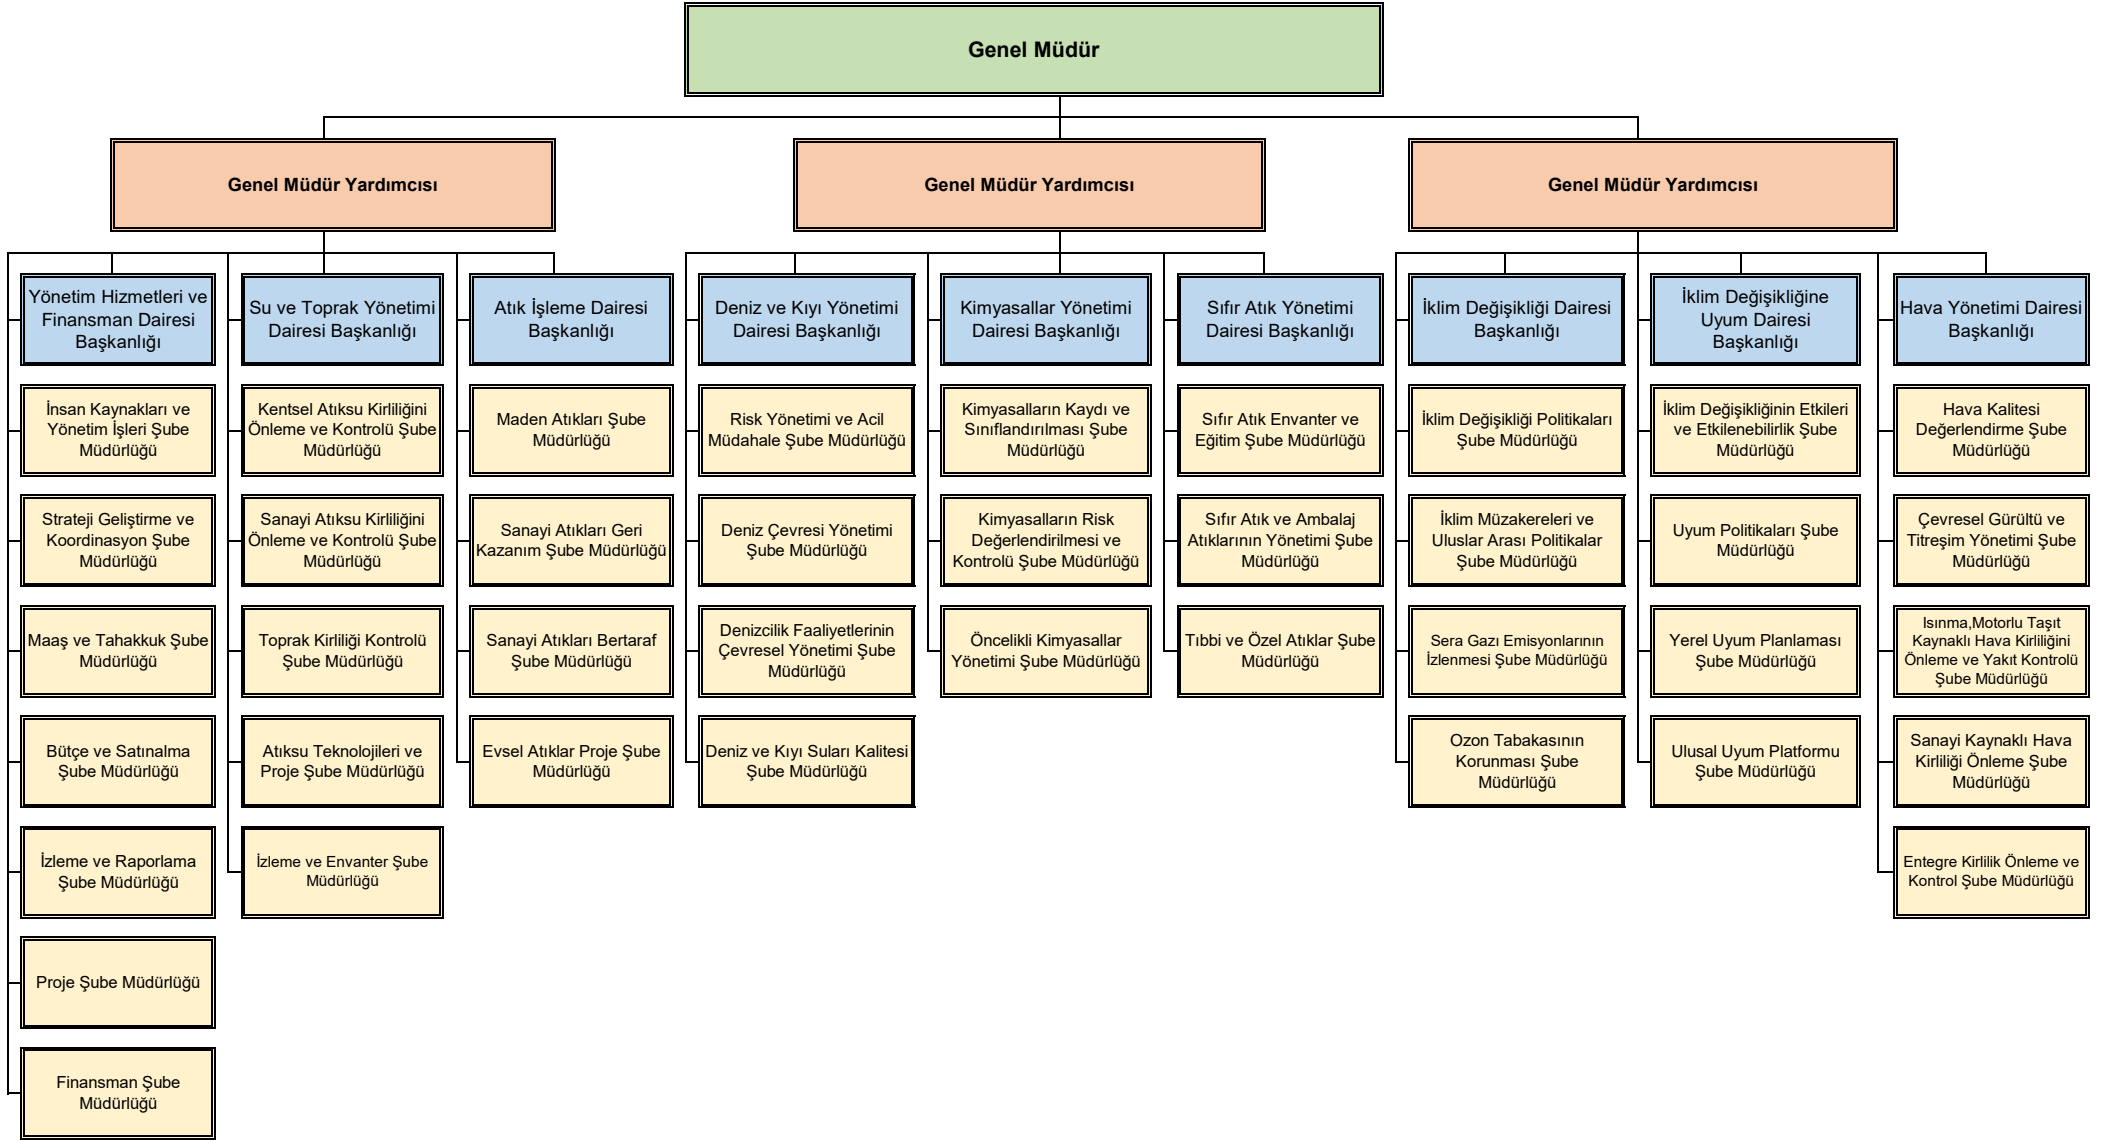 Genel Müdür
Genel Müdür Yardımcısı
Genel Müdür Yardımcısı
Genel Müdür Yardımcısı
Yönetim Hizmetleri ve
Finansman Dairesi
Başkanlığı
Su ve Toprak Yönetimi
Dairesi Başkanlığı
Atık İşleme Dairesi
Başkanlığı
Deniz ve Kıyı Yönetimi
Dairesi Başkanlığı
Kimyasallar Yönetimi
Dairesi Başkanlığı
Sıfır Atık Yönetimi
Dairesi Başkanlığı
İklim Değişikliği Dairesi
Başkanlığı
İklim Değişikliğine
Uyum Dairesi
Başkanlığı
Hava Yönetimi Dairesi
Başkanlığı
İnsan Kaynakları ve
Yönetim İşleri Şube
Müdürlüğü
Kentsel Atıksu Kirliliğini
Önleme ve Kontrolü Şube
Müdürlüğü
Maden Atıkları Şube
Müdürlüğü
Risk Yönetimi ve Acil
Müdahale Şube Müdürlüğü
Kimyasalların Kaydı ve
Sınıflandırılması Şube
Müdürlüğü
Sıfır Atık Envanter ve
Eğitim Şube Müdürlüğü
İklim Değişikliği Politikaları
Şube Müdürlüğü
İklim Değişikliğinin Etkileri
ve Etkilenebilirlik Şube
Müdürlüğü
Hava Kalitesi
Değerlendirme Şube
Müdürlüğü
Strateji Geliştirme ve
Koordinasyon Şube
Müdürlüğü
Sanayi Atıksu Kirliliğini
Önleme ve Kontrolü Şube
Müdürlüğü
Sanayi Atıkları Geri
Kazanım Şube Müdürlüğü
Deniz Çevresi Yönetimi
Şube Müdürlüğü
Kimyasalların Risk
Değerlendirilmesi ve
Kontrolü Şube Müdürlüğü
Sıfır Atık ve Ambalaj
Atıklarının Yönetimi Şube
Müdürlüğü
İklim Müzakereleri ve
Uluslar Arası Politikalar
Şube Müdürlüğü
Uyum Politikaları Şube
Müdürlüğü
Çevresel Gürültü ve
Titreşim Yönetimi Şube
Müdürlüğü
Maaş ve Tahakkuk Şube
Müdürlüğü
Toprak Kirliliği Kontrolü
Şube Müdürlüğü
Sanayi Atıkları Bertaraf
Şube Müdürlüğü
Denizcilik Faaliyetlerinin
Çevresel Yönetimi Şube
Müdürlüğü
Öncelikli Kimyasallar
Yönetimi Şube Müdürlüğü
Tıbbi ve Özel Atıklar Şube
Müdürlüğü
Sera Gazı Emisyonlarının
İzlenmesi Şube Müdürlüğü
Yerel Uyum Planlaması
Şube Müdürlüğü
Isınma,Motorlu Taşıt
Kaynaklı Hava Kirliliğini
Önleme ve Yakıt Kontrolü
Şube Müdürlüğü
Bütçe ve Satınalma
Şube Müdürlüğü
Atıksu Teknolojileri ve
Proje Şube Müdürlüğü
Evsel Atıklar Proje Şube
Müdürlüğü
Deniz ve Kıyı Suları Kalitesi
Şube Müdürlüğü
Ozon Tabakasının
Korunması Şube
Müdürlüğü
Ulusal Uyum Platformu
Şube Müdürlüğü
Sanayi Kaynaklı Hava
Kirliliği Önleme Şube
Müdürlüğü
İzleme ve Raporlama
Şube Müdürlüğü
İzleme ve Envanter Şube
Müdürlüğü
Entegre Kirlilik Önleme ve
Kontrol Şube Müdürlüğü
Proje Şube Müdürlüğü
Finansman Şube
Müdürlüğü